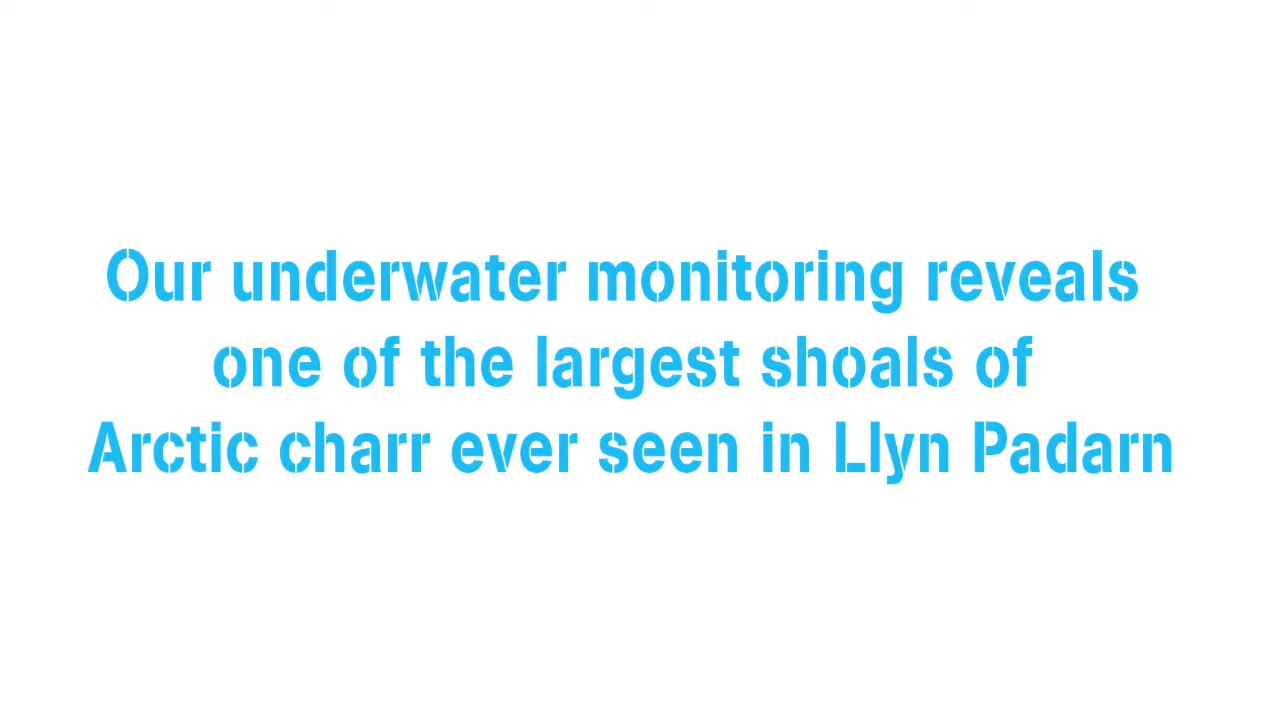 Our underwater monitoring reveals
one of the largest shoals of
Arctic charr ever seen in Llyn Padarn